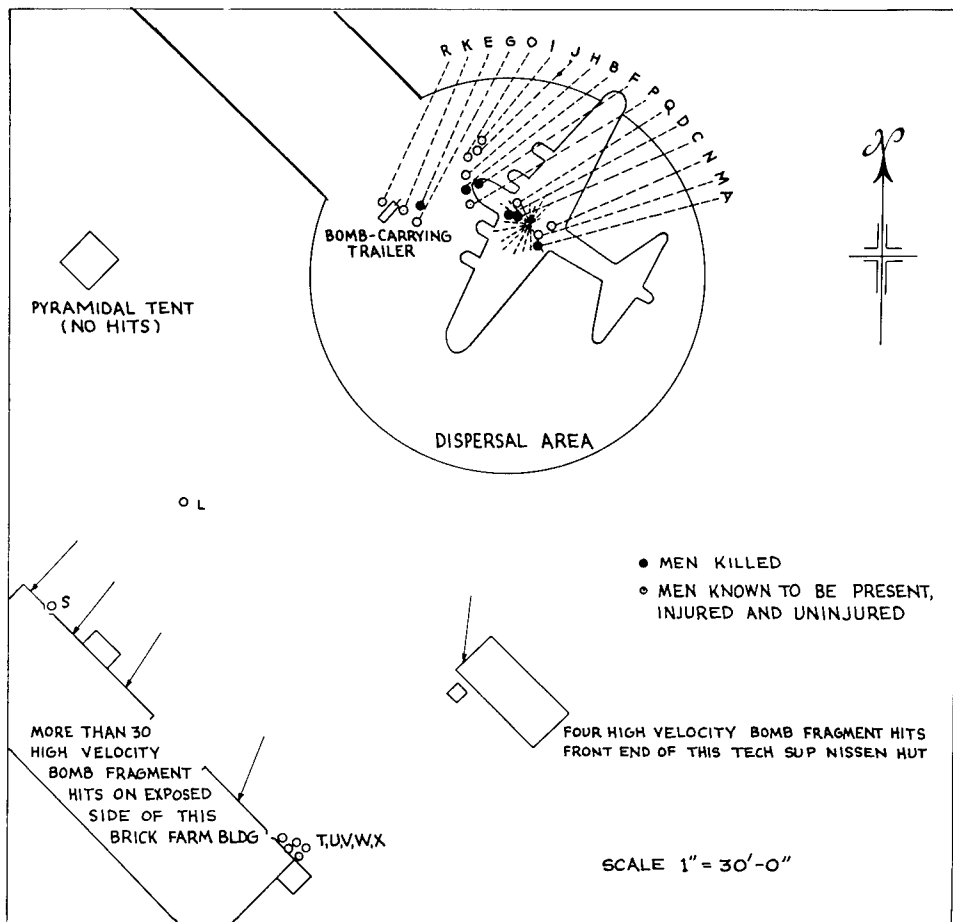 R K E G O I J H B F P Q D C N M A
BOMB-CARRYING
TRAILER
PYRAMIDAL TENT
(NO HITS)
DISPERSAL AREA
L
● MEN KILLED
○ MEN KNOWN TO BE PRESENT,
INJURED AND UNINJURED
S
MORE THAN 30
HIGH VELOCITY
BOMB FRAGMENT
HITS ON EXPOSED
SIDE OF THIS
BRICK FARM BLDG
FOUR HIGH VELOCITY BOMB FRAGMENT HITS
FRONT END OF THIS TECH SUP NISSEN HUT
T,U,V,W,X
SCALE 1" = 30'-0"